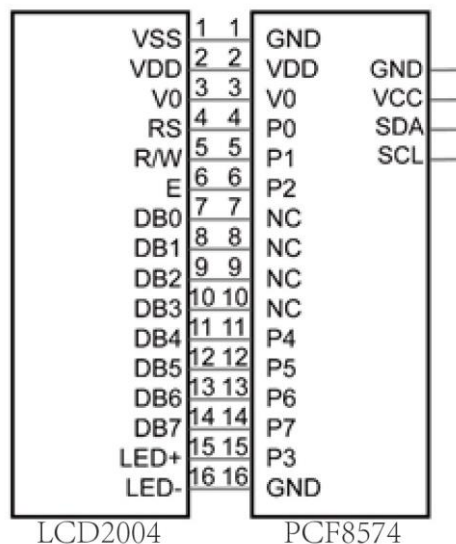 VSS 1 1 GND
VDD 2 2 VDD GND
V0 3 3 V0 VCC
RS 4 4 P0 SDA
R/W 5 5 P1 SCL
E 6 6 P2
DB0 7 7 NC
DB1 8 8 NC
DB2 9 9 NC
DB3 10 10 NC
DB4 11 11 P4
DB5 12 12 P5
DB6 13 13 P6
DB7 14 14 P7
LED+ 15 15 P3
LED- 16 16 GND
LCD2004 PCF8574